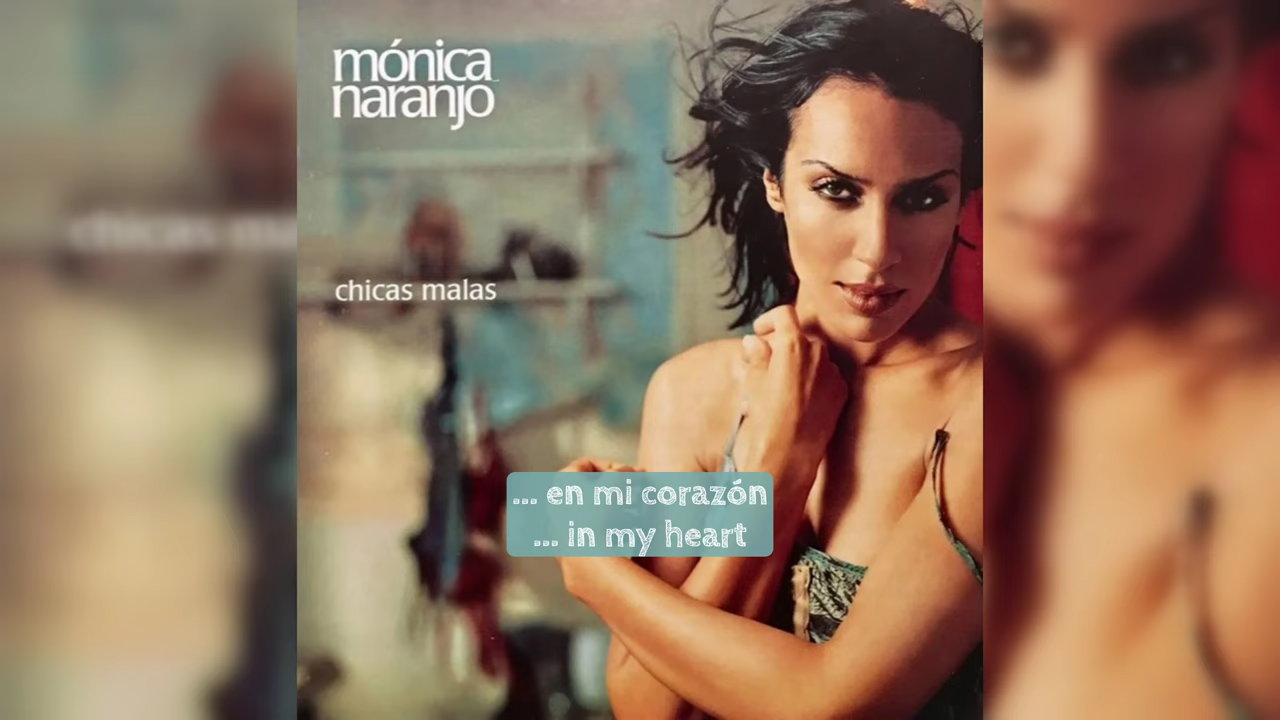 mónica
naranjo
chicas malas
... en mi corazón
... in my heart